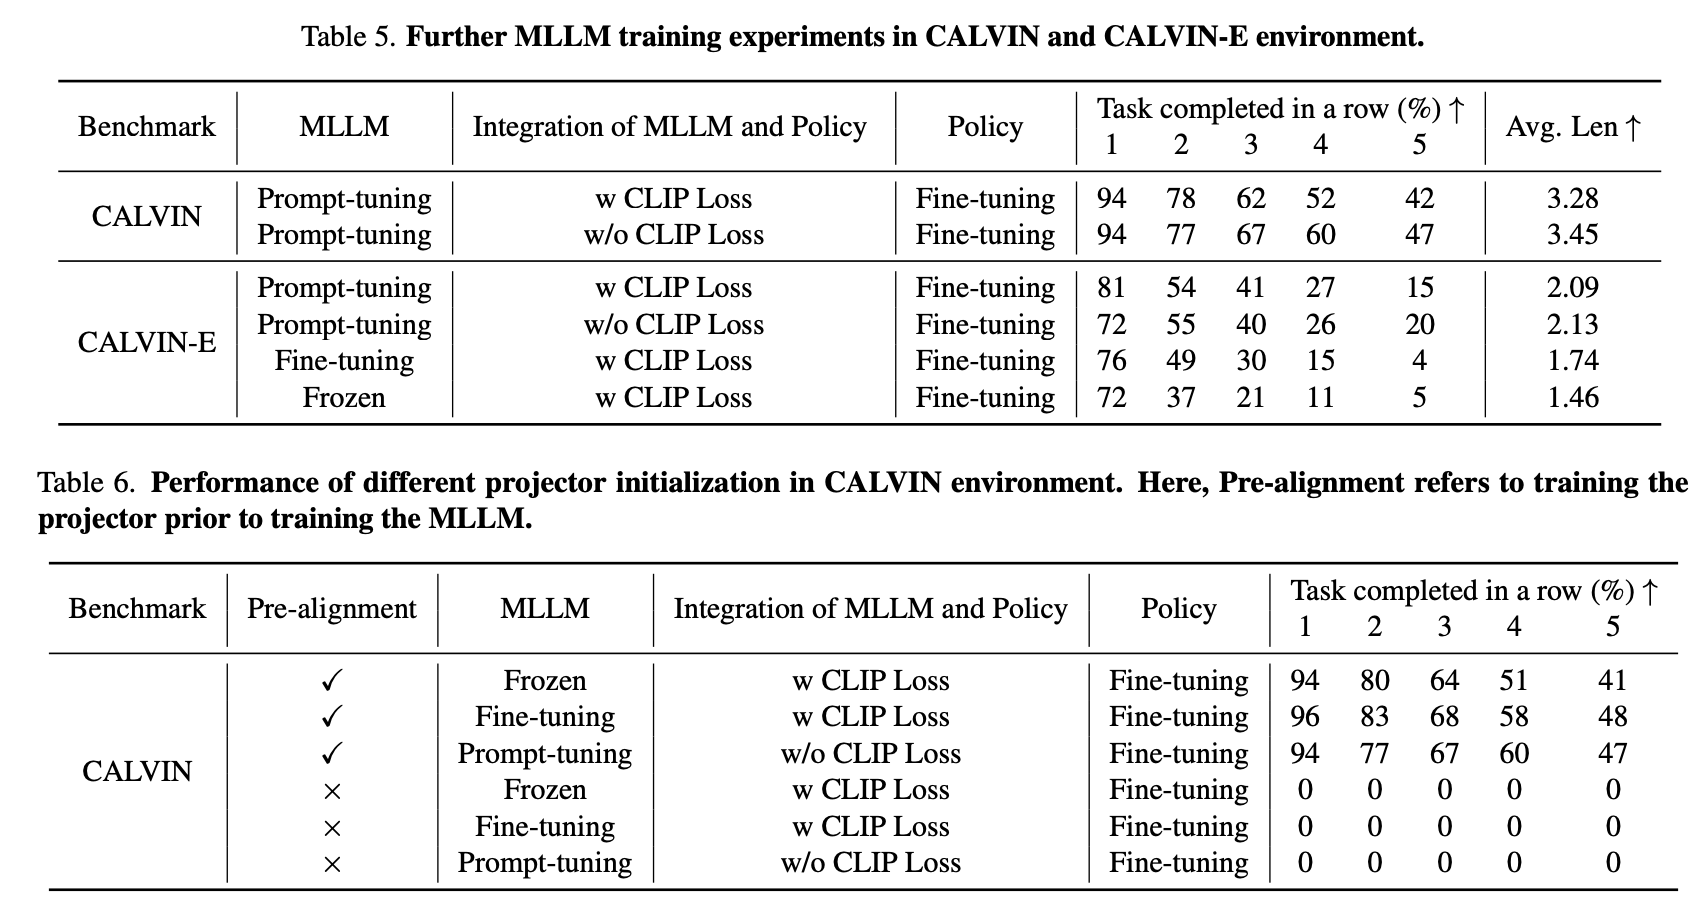 Table 5. Further MLLM training experiments in CALVIN and CALVIN-E environment.
Benchmark MLLM Integration of MLLM and Policy Policy Task completed in a row (%) ↑ Avg. Len ↑
1 2 3 4 5
CALVIN
Prompt-tuning w CLIP Loss Fine-tuning 94 78 62 52 42 3.28
Prompt-tuning w/o CLIP Loss Fine-tuning 94 77 67 60 47 3.45
CALVIN-E
Prompt-tuning w CLIP Loss Fine-tuning 81 54 41 27 15 2.09
Prompt-tuning w/o CLIP Loss Fine-tuning 72 55 40 26 20 2.13
Fine-tuning w CLIP Loss Fine-tuning 76 49 30 15 4 1.74
Frozen w CLIP Loss Fine-tuning 72 37 21 11 5 1.46
Table 6. Performance of different projector initialization in CALVIN environment. Here, Pre-alignment refers to training the
projector prior to training the MLLM.
Benchmark Pre-alignment MLLM Integration of MLLM and Policy Policy Task completed in a row (%) ↑
1 2 3 4 5
CALVIN
✓ Frozen w CLIP Loss Fine-tuning 94 80 64 51 41
✓ Fine-tuning w CLIP Loss Fine-tuning 96 83 68 58 48
✓ Prompt-tuning w/o CLIP Loss Fine-tuning 94 77 67 60 47
× Frozen w CLIP Loss Fine-tuning 0 0 0 0 0
× Fine-tuning w CLIP Loss Fine-tuning 0 0 0 0 0
× Prompt-tuning w/o CLIP Loss Fine-tuning 0 0 0 0 0